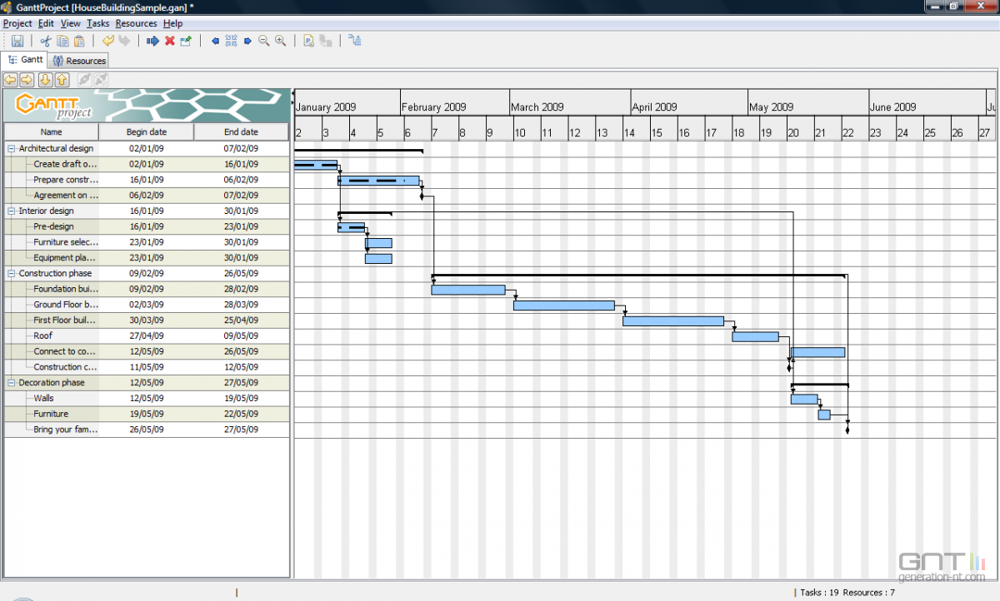 GanttProject [HouseBuildingSample.gan] *
Project Edit View Tasks Resources Help
Gantt Resources
GANTT project
January 2009 February 2009 March 2009 April 2009 May 2009 June 2009 Ju
Name Begin date End date 2 3 4 5 6 7 8 9 10 11 12 13 14 15 16 17 18 19 20 21 22 23 24 25 26 27
Architectural design 02/01/09 07/02/09
Create draft o... 02/01/09 16/01/09
Prepare constr... 16/01/09 06/02/09
Agreement on ... 06/02/09 07/02/09
Interior design 16/01/09 30/01/09
Pre-design 16/01/09 23/01/09
Furniture selec... 23/01/09 30/01/09
Equipment pla... 23/01/09 30/01/09
Construction phase 09/02/09 26/05/09
Foundation bui... 09/02/09 28/02/09
Ground Floor b... 02/03/09 28/03/09
First Floor buil... 30/03/09 25/04/09
Roof 27/04/09 09/05/09
Connect to co... 12/05/09 26/05/09
Construction c... 11/05/09 12/05/09
Decoration phase 12/05/09 27/05/09
Walls 12/05/09 19/05/09
Furniture 19/05/09 22/05/09
Bring your fam... 26/05/09 27/05/09
GNT
generation-nt.com
Tasks : 19 Resources : 7